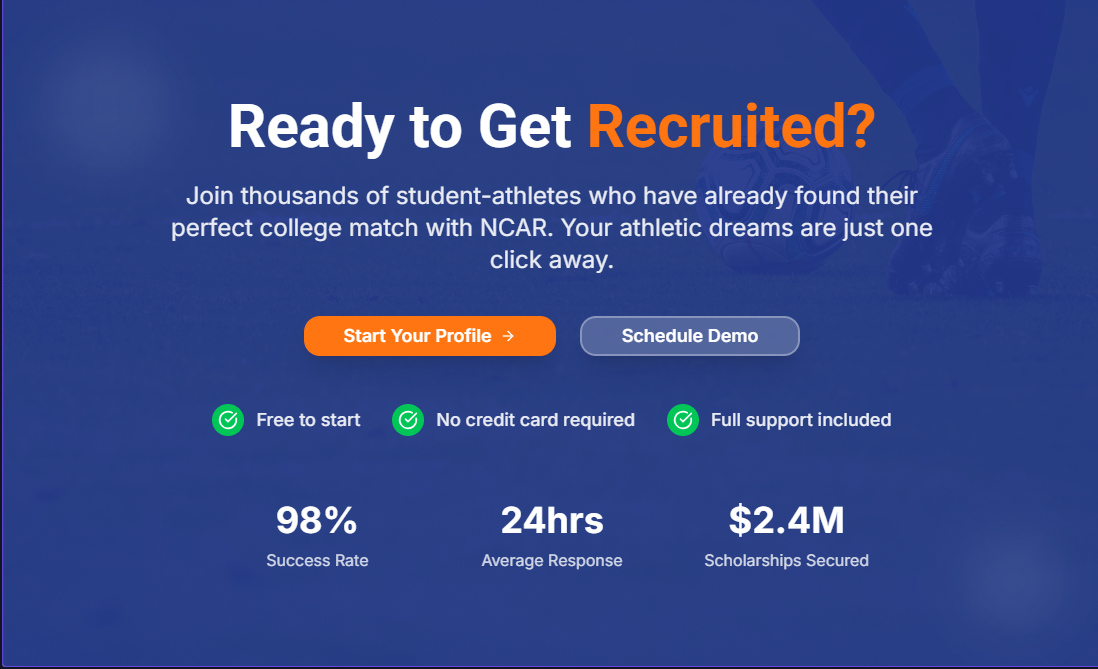 Ready to Get Recruited?
Join thousands of student-athletes who have already found their
perfect college match with NCAR. Your athletic dreams are just one
click away.
Start Your Profile →
Schedule Demo
Free to start
No credit card required
Full support included
98%
Success Rate
24hrs
Average Response
$2.4M
Scholarships Secured